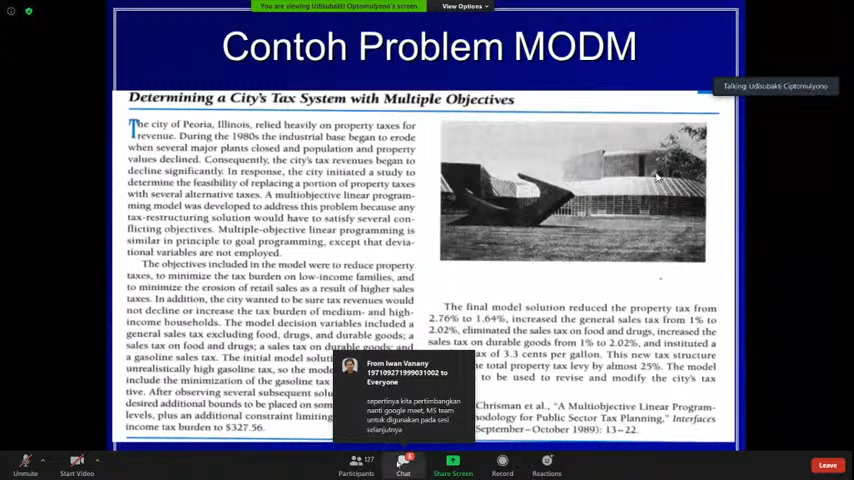 You are viewing Udisubakti Ciptomulyono's screen
View Options
Contoh Problem MODM
Talking: Udisubakti Ciptomulyono
Determining a City's Tax System with Multiple Objectives
The city of Peoria, Illinois, relied heavily on property taxes for
revenue. During the 1980s the industrial base began to erode
when several major plants closed and population and property
values declined. Consequently, the city's tax revenues began to
decline significantly. In response, the city initiated a study to
determine the feasibility of replacing a portion of property taxes
with several alternative taxes. A multiobjective linear program-
ming model was developed to address this problem because any
tax-restructuring solution would have to satisfy several con-
flicting objectives. Multiple-objective linear programming is
similar in principle to goal programming, except that devia-
tional variables are not employed.
The objectives included in the model were to reduce property
taxes, to minimize the tax burden on low-income families, and
to minimize the erosion of retail sales as a result of higher sales
taxes. In addition, the city wanted to be sure tax revenues would
not decline or increase the tax burden of medium- and high-
income households. The model decision variables included a
general sales tax excluding food, drugs, and durable goods; a
sales tax on food and drugs; a sales tax on durable goods; and
a gasoline sales tax. The initial model soluti
unrealistically high gasoline tax, so the mode
include the minimization of the gasoline tax
tive. After observing several subsequent solu
desired additional bounds to be placed on som
levels, plus an additional constraint limiting
income tax burden to $327.56.
The final model solution reduced the property tax from
2.76% to 1.64%, increased the general sales tax from 1% to
2.02%, eliminated the sales tax on food and drugs, increased the
sales tax on durable goods from 1% to 2.02%, and instituted a
ax of 3.3 cents per gallon. This new tax structure
he total property tax levy by almost 25%. The model
to be used to revise and modify the city's tax
Chrisman et al., "A Multiobjective Linear Program-
odology for Public Sector Tax Planning," Interfaces
September–October 1989): 13–22.
From Iwan Vanany
197109271999031002 to
Everyone
sepertinya kita pertimbangkan
nanti google meet, MS team
untuk digunakan pada sesi
selanjutnya
Unmute
Start Video
127
Participants
Chat
Share Screen
Record
Reactions
Leave